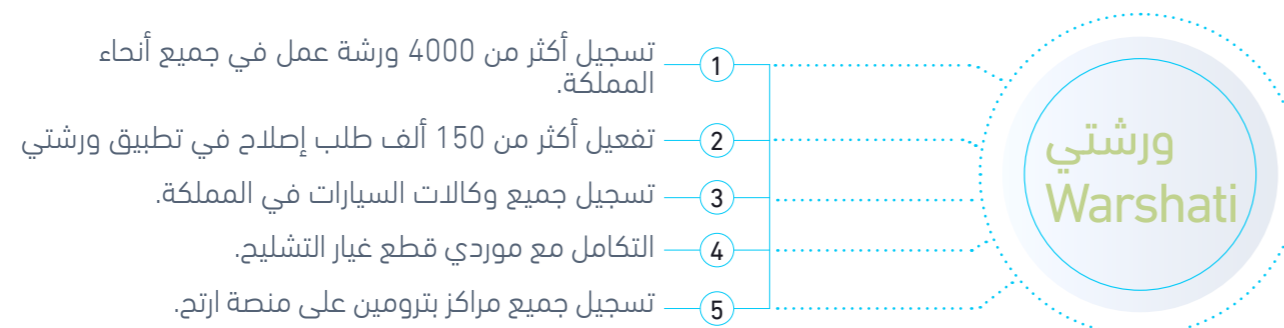 ورشتي
Warshati
1 تسجيل أكثر من 4000 ورشة عمل في جميع أنحاء
المملكة.
2 تفعيل أكثر من 150 ألف طلب إصلاح في تطبيق ورشتي
3 تسجيل جميع وكالات السيارات في المملكة.
4 التكامل مع موردي قطع غيار التشليح.
5 تسجيل جميع مراكز بترومين على منصة ارتح.